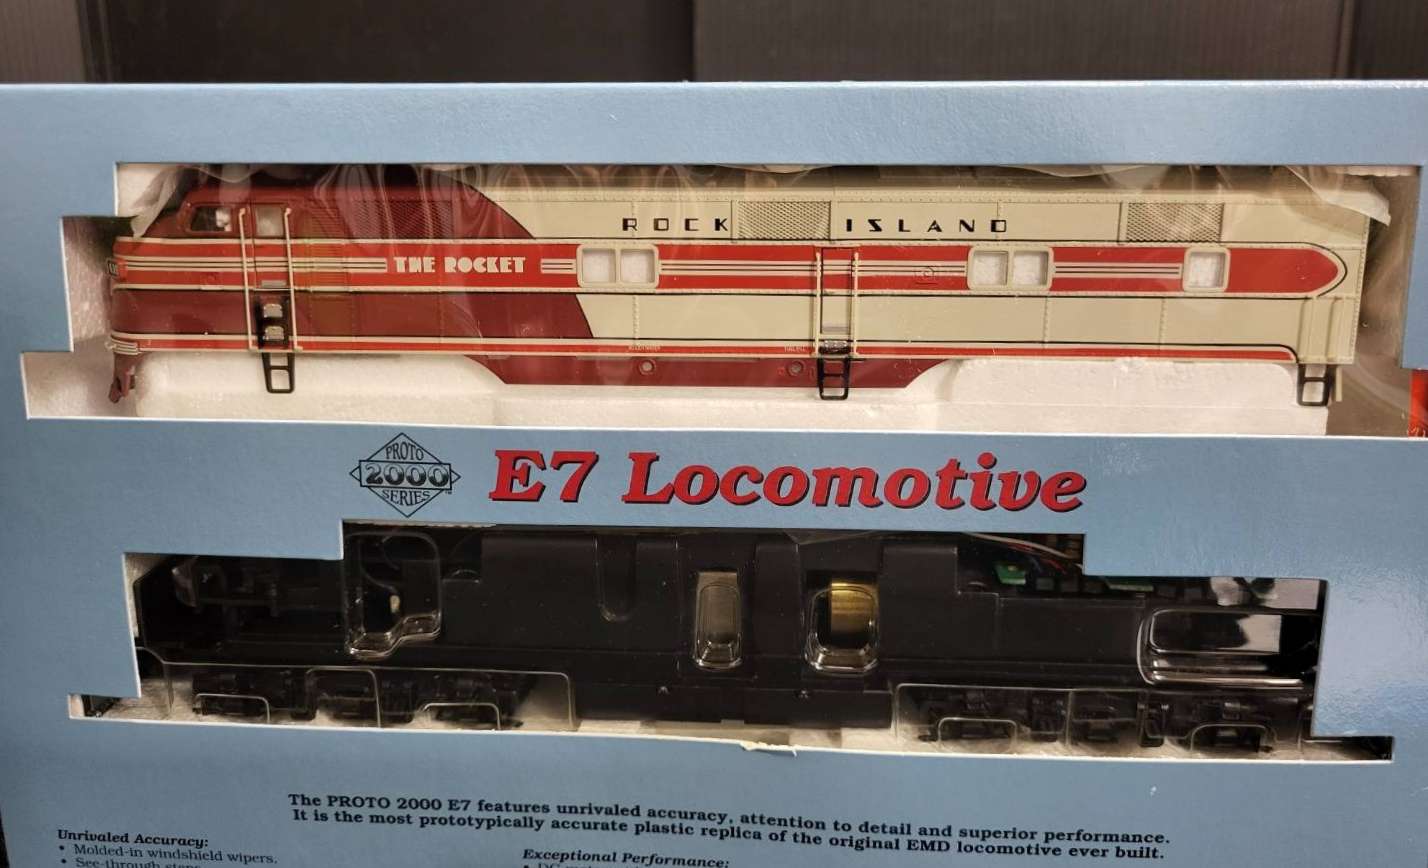 ROCK ISLAND
THE ROCKET
PROTO
2000
SERIES
E7 Locomotive
The PROTO 2000 E7 features unrivaled accuracy, attention to detail and superior performance.
It is the most prototypically accurate plastic replica of the original EMD locomotive ever built.
Unrivaled Accuracy:
• Molded-in windshield wipers.
• See-through steps
Exceptional Performance:
• DC